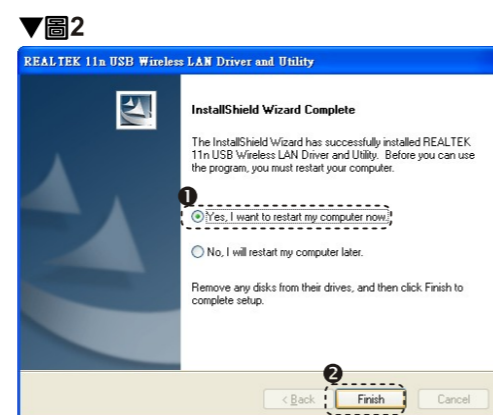 ▼圖2
REALTEK 11n USB Wireless LAN Driver and Utility
InstallShield Wizard Complete
The InstallShield Wizard has successfully installed REALTEK
11n USB Wireless LAN Driver and Utility. Before you can use
the program, you must restart your computer.
❶
Yes, I want to restart my computer now.
No, I will restart my computer later.
Remove any disks from their drives, and then click Finish to
complete setup.
❷
< Back Finish Cancel